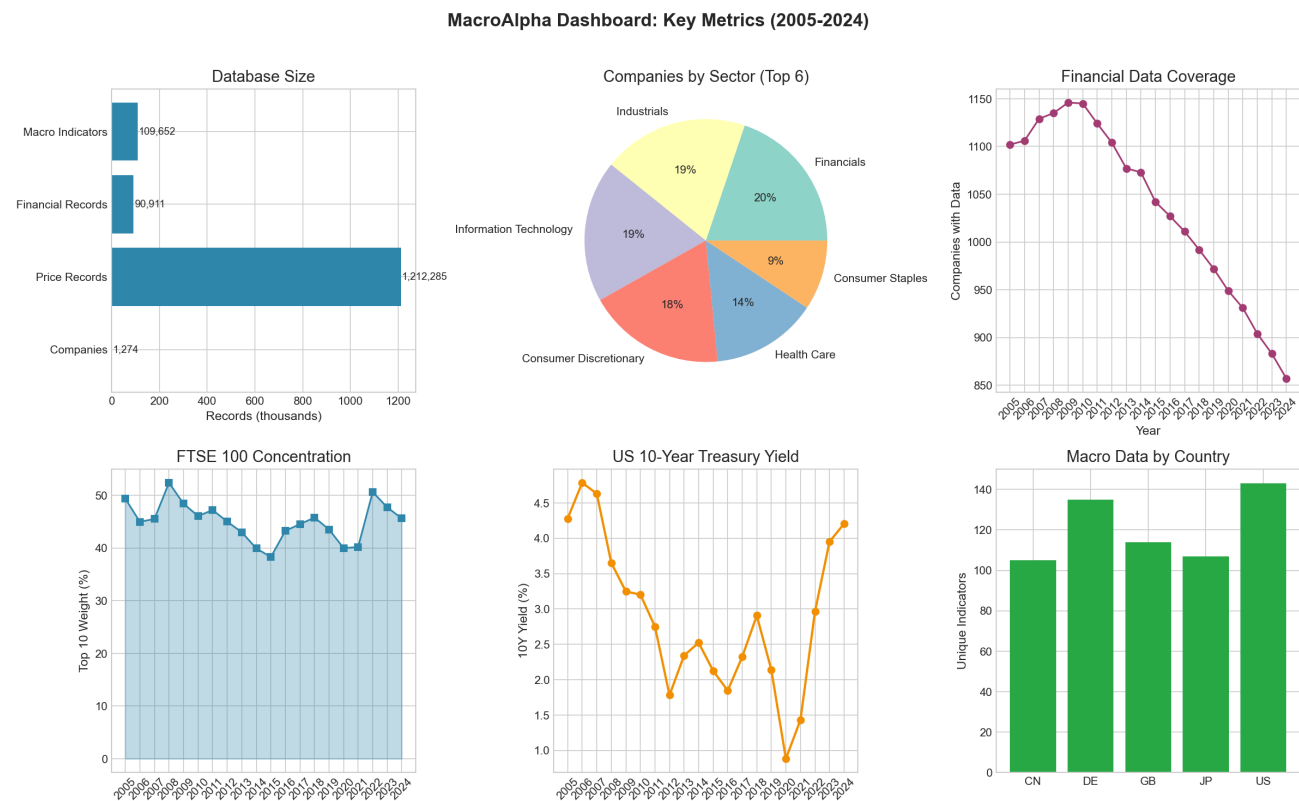 MacroAlpha Dashboard: Key Metrics (2005-2024)
Database Size
Macro Indicators
109,652
Financial Records
90,911
Price Records
1,212,285
Companies
1,274
0 200 400 600 800 1000 1200
Records (thousands)
Companies by Sector (Top 6)
Industrials
Financials
19%
20%
Information Technology
19%
9%
Consumer Staples
18%
14%
Consumer Discretionary
Health Care
Financial Data Coverage
Companies with Data
1150
1100
1050
1000
950
900
850
2005 2006 2007 2008 2009 2010 2011 2012 2013 2014 2015 2016 2017 2018 2019 2020 2021 2022 2023 2024
Year
FTSE 100 Concentration
Top 10 Weight (%)
50
40
30
20
10
0
2005 2006 2007 2008 2009 2010 2011 2012 2013 2014 2015 2016 2017 2018 2019 2020 2021 2022 2023 2024
US 10-Year Treasury Yield
10Y Yield (%)
4.5
4.0
3.5
3.0
2.5
2.0
1.5
1.0
2005 2006 2007 2008 2009 2010 2011 2012 2013 2014 2015 2016 2017 2018 2019 2020 2021 2022 2023 2024
Macro Data by Country
Unique Indicators
140
120
100
80
60
40
20
0
CN DE GB JP US